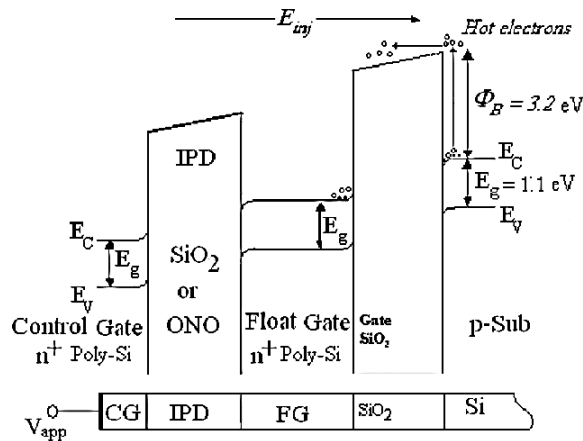 E_inj
Hot electrons
Φ_B = 3.2 eV
IPD
E_C
E_g = 1.1 eV
E_V
E_C
E_g
E_g
E_V
SiO₂
or
ONO
Control Gate
n⁺ Poly-Si
Float Gate
n⁺ Poly-Si
Gate
SiO₂
p-Sub
V_app
CG
IPD
FG
SiO₂
Si